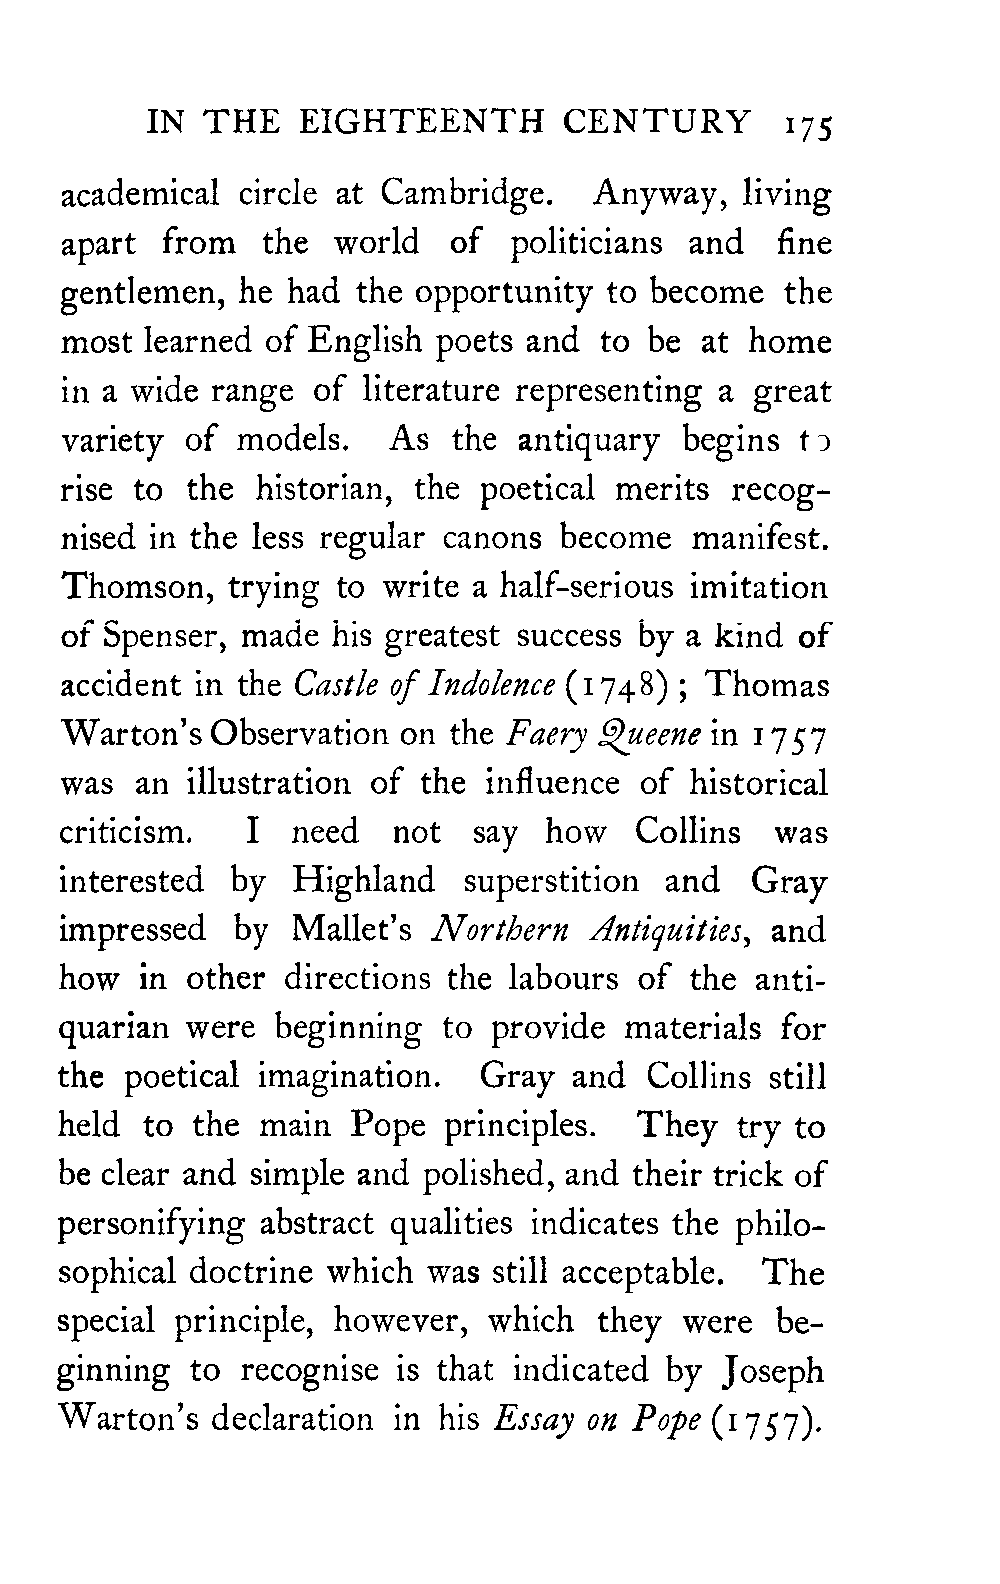 IN THE EIGHTEENTH CENTURY 175
academical circle at Cambridge. Anyway, living
apart from the world of politicians and fine
gentlemen, he had the opportunity to become the
most learned of English poets and to be at home
in a wide range of literature representing a great
variety of models. As the antiquary begins to
rise to the historian, the poetical merits recog-
nised in the less regular canons become manifest.
Thomson, trying to write a half-serious imitation
of Spenser, made his greatest success by a kind of
accident in the Castle of Indolence (1748) ; Thomas
Warton's Observation on the Faery Queene in 1757
was an illustration of the influence of historical
criticism. I need not say how Collins was
interested by Highland superstition and Gray
impressed by Mallet's Northern Antiquities, and
how in other directions the labours of the anti-
quarian were beginning to provide materials for
the poetical imagination. Gray and Collins still
held to the main Pope principles. They try to
be clear and simple and polished, and their trick of
personifying abstract qualities indicates the philo-
sophical doctrine which was still acceptable. The
special principle, however, which they were be-
ginning to recognise is that indicated by Joseph
Warton's declaration in his Essay on Pope (1757).